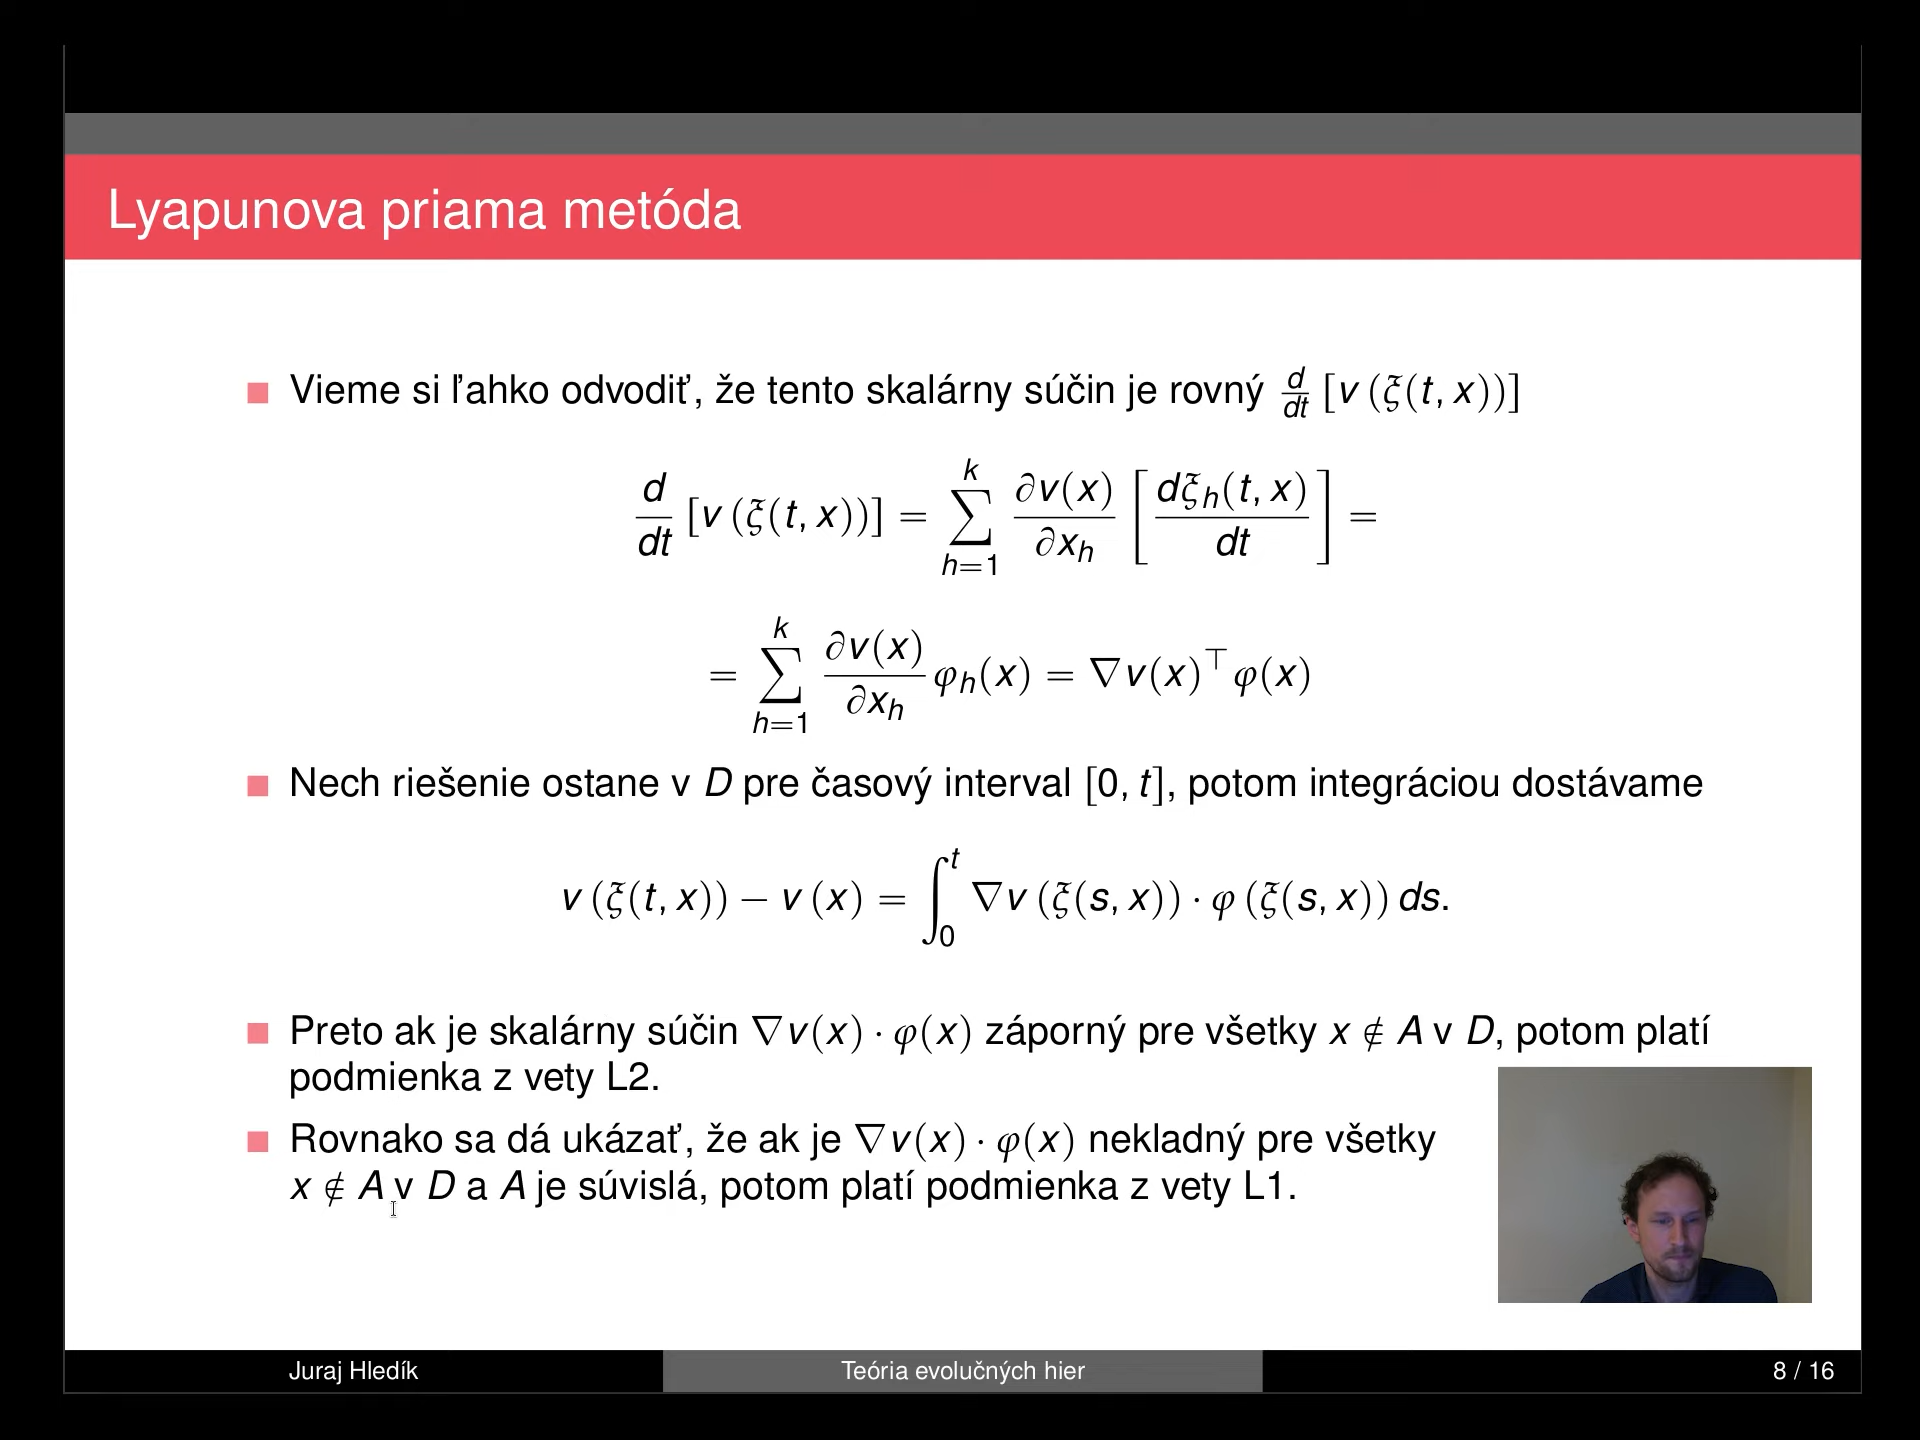 Lyapunova priama metóda
Vieme si ľahko odvodiť, že tento skalárny súčin je rovný d/dt [v (ξ(t, x))]
d/dt [v (ξ(t, x))] = ∑_{h=1}^{k} ∂v(x)/∂x_h [dξ_h(t, x)/dt] =
= ∑_{h=1}^{k} ∂v(x)/∂x_h φ_h(x) = ∇v(x)^⊤ φ(x)
Nech riešenie ostane v D pre časový interval [0, t], potom integráciou dostávame
v (ξ(t, x)) − v (x) = ∫_0^t ∇v (ξ(s, x)) · φ (ξ(s, x)) ds.
Preto ak je skalárny súčin ∇v(x) · φ(x) záporný pre všetky x ∉ A v D, potom platí
podmienka z vety L2.
Rovnako sa dá ukázať, že ak je ∇v(x) · φ(x) nekladný pre všetky
x ∉ A v D a A je súvislá, potom platí podmienka z vety L1.
Juraj Hledík
Teória evolučných hier
8 / 16